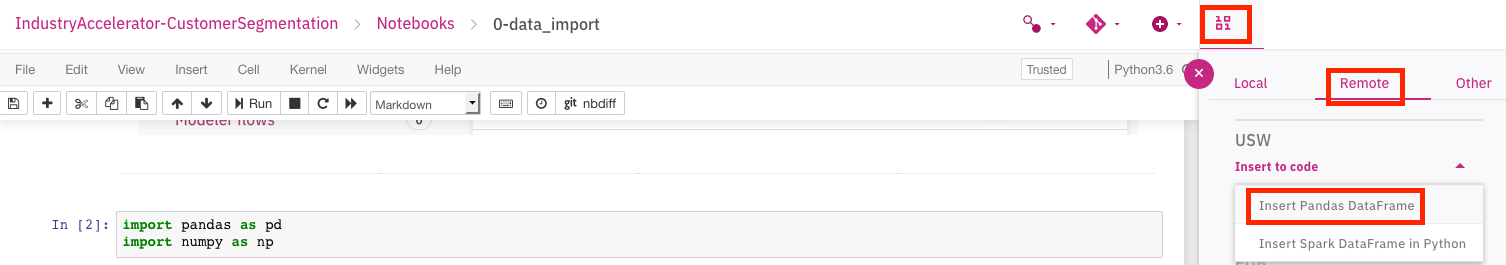 IndustryAccelerator-CustomerSegmentation > Notebooks > 0-data_import
File Edit View Insert Cell Kernel Widgets Help
Trusted
Python3.6
Run
Markdown
git nbdiff
Modeler flows
In [2]:
import pandas as pd
import numpy as np
Local Remote Other
USW
Insert to code
Insert Pandas DataFrame
Insert Spark DataFrame in Python